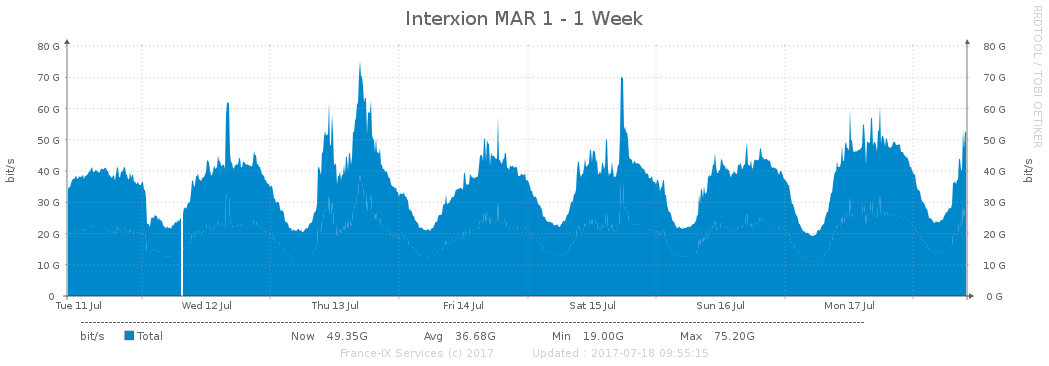 Interxion MAR 1 - 1 Week
RRDTOOL / TOBI OETIKER
bit/s
bit/s
80 G 80 G
70 G 70 G
60 G 60 G
50 G 50 G
40 G 40 G
30 G 30 G
20 G 20 G
10 G 10 G
0 0 G
Tue 11 Jul Wed 12 Jul Thu 13 Jul Fri 14 Jul Sat 15 Jul Sun 16 Jul Mon 17 Jul
bit/s Total Now 49.35G Avg 36.68G Min 19.00G Max 75.20G
France-IX Services (c) 2017 Updated : 2017-07-18 09:55:15